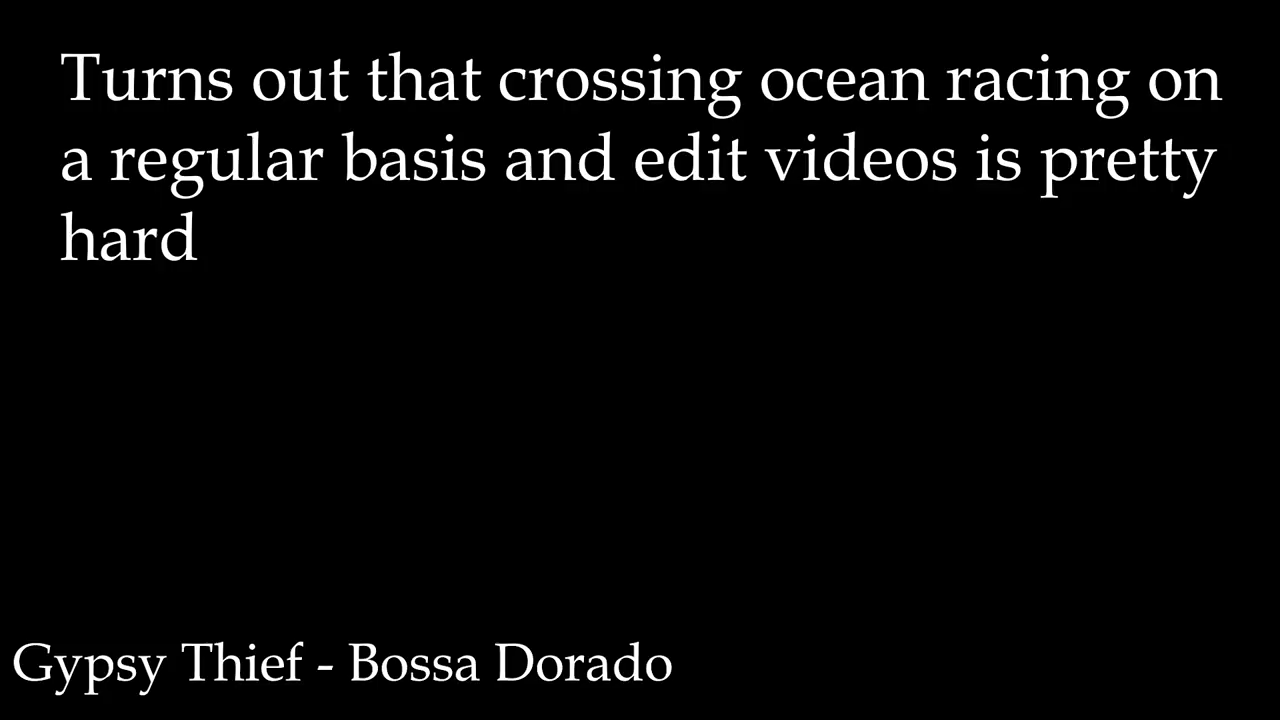 Turns out that crossing ocean racing on
a regular basis and edit videos is pretty
hard
Gypsy Thief - Bossa Dorado